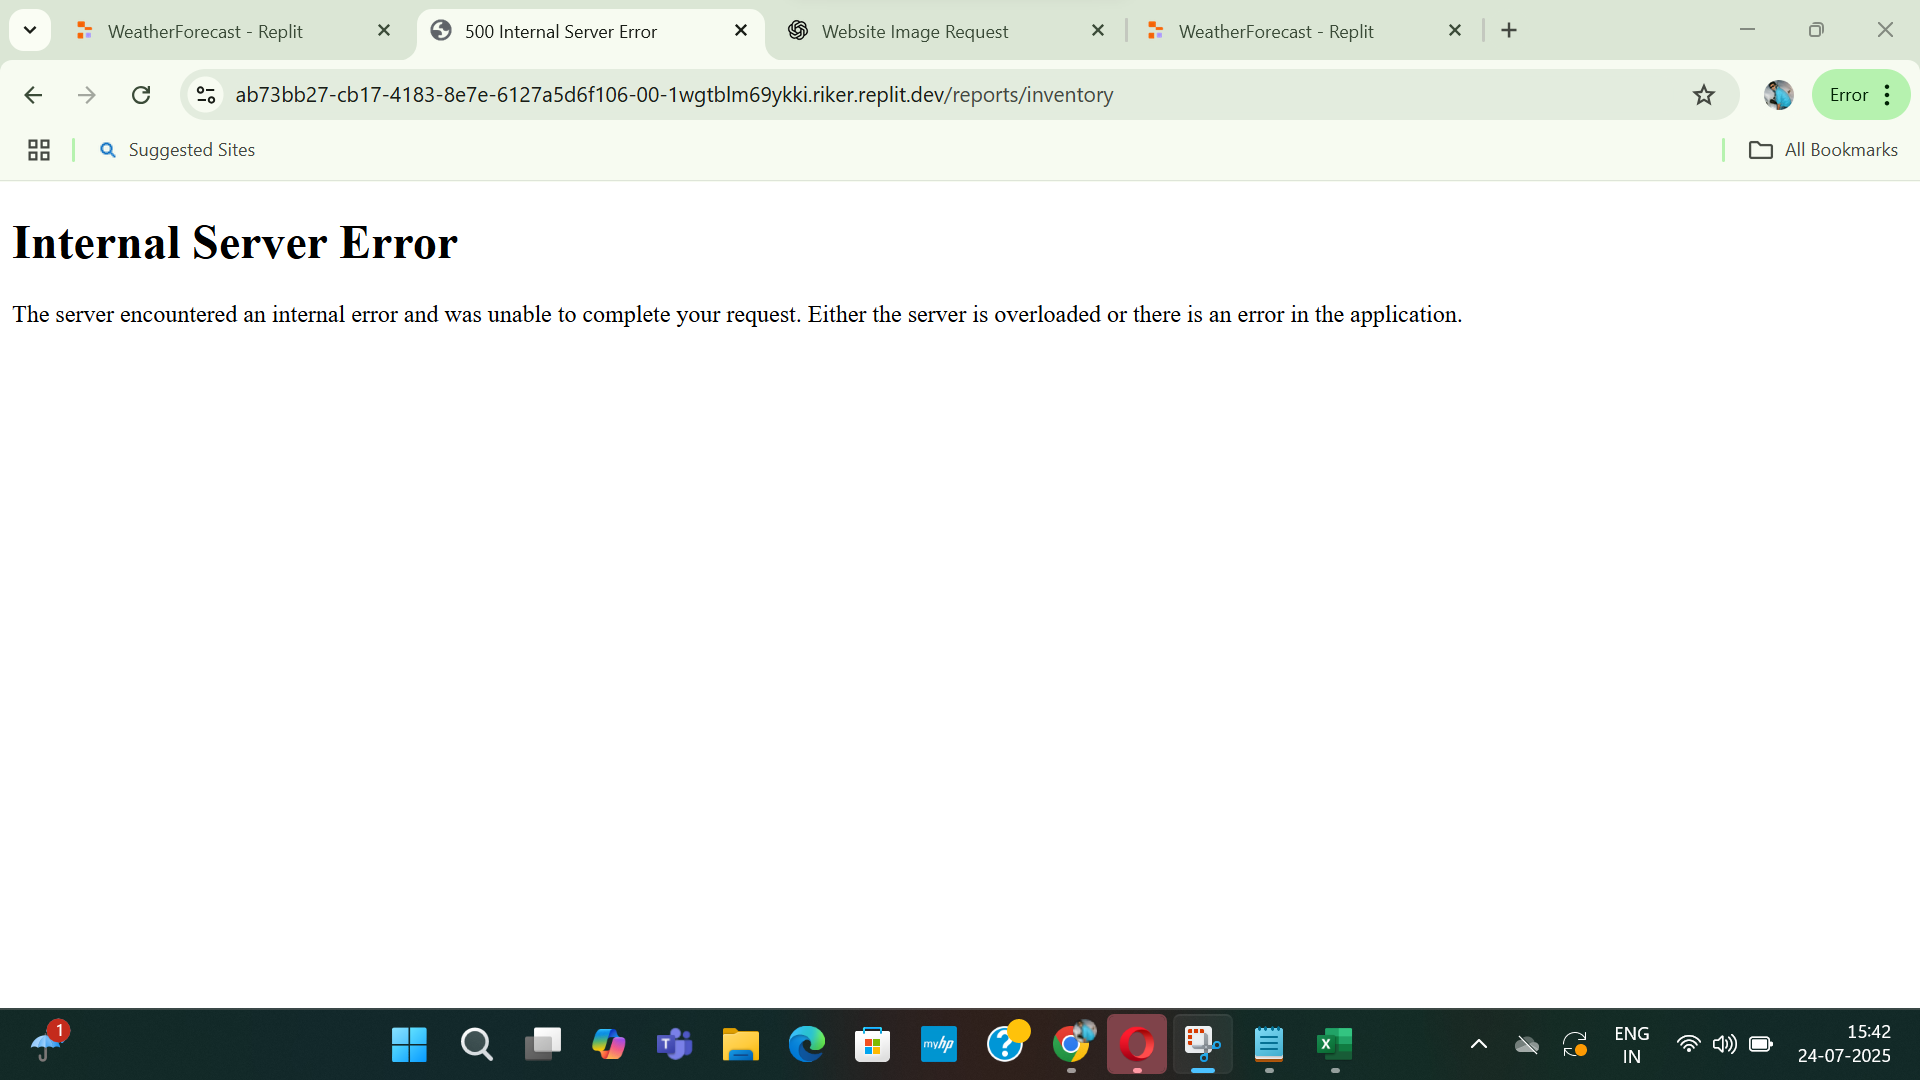 WeatherForecast - Replit
500 Internal Server Error
Website Image Request
WeatherForecast - Replit
ab73bb27-cb17-4183-8e7e-6127a5d6f106-00-1wgtblm69ykki.riker.replit.dev/reports/inventory
Error
Suggested Sites
All Bookmarks
Internal Server Error
The server encountered an internal error and was unable to complete your request. Either the server is overloaded or there is an error in the application.
1
T
myhp
?
X
ENG
IN
15:42
24-07-2025